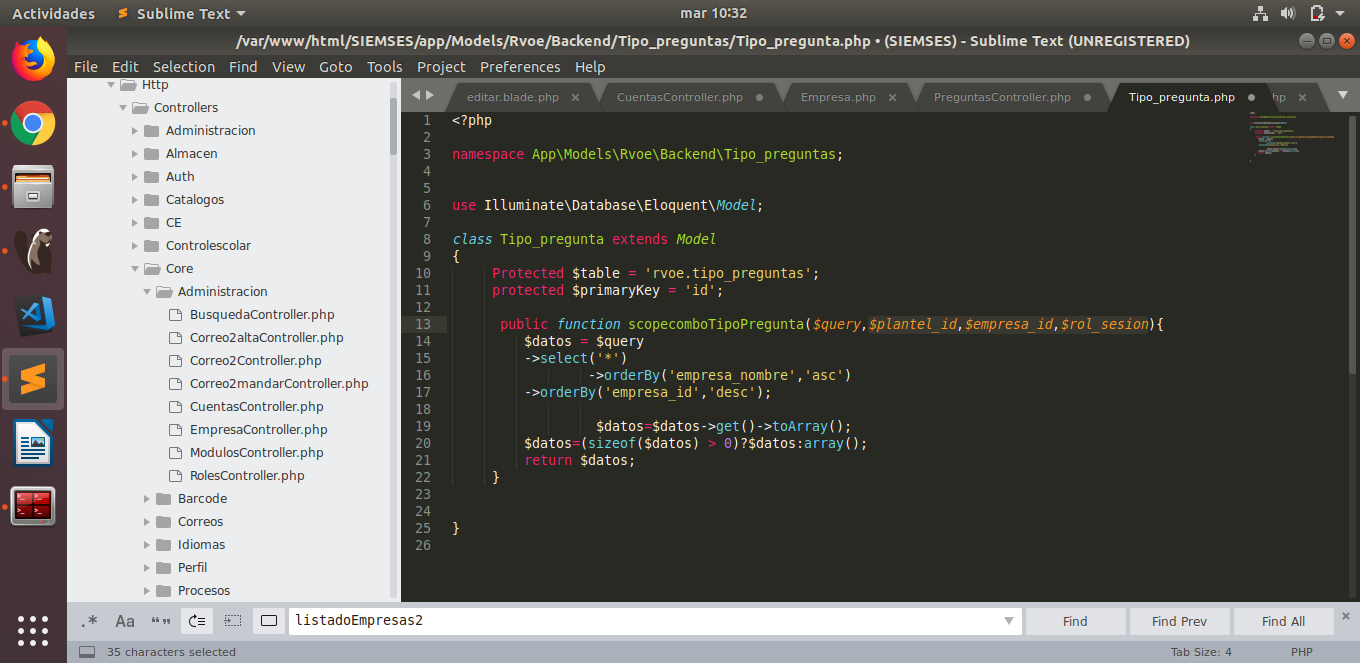 Actividades
Sublime Text
mar 10:32
/var/www/html/SIEMSES/app/Models/Rvoe/Backend/Tipo_preguntas/Tipo_pregunta.php • (SIEMSES) - Sublime Text (UNREGISTERED)
File Edit Selection Find View Goto Tools Project Preferences Help
Http
Controllers
Administracion
Almacen
Auth
Catalogos
CE
Controlescolar
Core
Administracion
BusquedaController.php
Correo2altaController.php
Correo2Controller.php
Correo2mandarController.php
CuentasController.php
EmpresaController.php
ModulosController.php
RolesController.php
Barcode
Correos
Idiomas
Perfil
Procesos
editar.blade.php × CuentasController.php Empresa.php × PreguntasController.php Tipo_pregunta.php hp ×
1 <?php
2
3 namespace App\Models\Rvoe\Backend\Tipo_preguntas;
4
5
6 use Illuminate\Database\Eloquent\Model;
7
8 class Tipo_pregunta extends Model
9 {
10 Protected $table = 'rvoe.tipo_preguntas';
11 protected $primaryKey = 'id';
12
13 public function scopecomboTipoPregunta($query,$plantel_id,$empresa_id,$rol_sesion){
14 $datos = $query
15 ->select('*')
16 ->orderBy('empresa_nombre','asc')
17 ->orderBy('empresa_id','desc');
18
19 $datos=$datos->get()->toArray();
20 $datos=(sizeof($datos) > 0)?$datos:array();
21 return $datos;
22 }
23
24
25 }
26
.* Aa “” listadoEmpresas2 Find Find Prev Find All ×
35 characters selected
Tab Size: 4
PHP